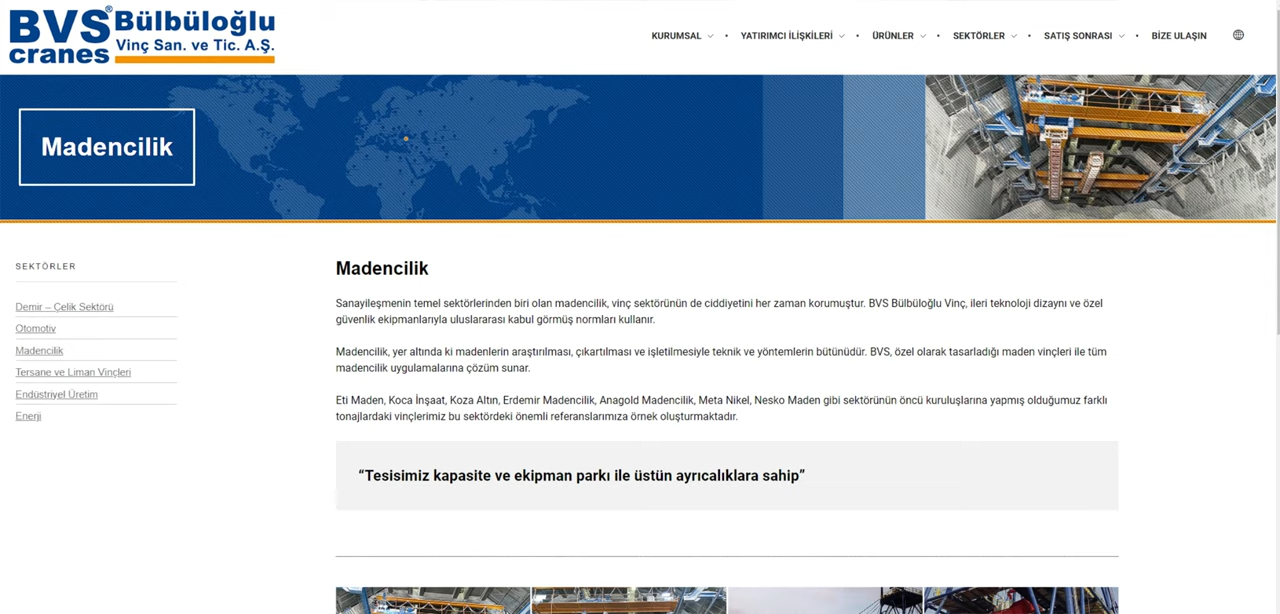 BVS® Bülbüloğlu
cranes Vinç San. ve Tic. A.Ş.
KURUMSAL • YATIRIMCI İLİŞKİLERİ • ÜRÜNLER • SEKTÖRLER • SATIŞ SONRASI • BİZE ULAŞIN
Madencilik
SEKTÖRLER
Demir – Çelik Sektörü
Otomotiv
Madencilik
Tersane ve Liman Vinçleri
Endüstriyel Üretim
Enerji
Madencilik
Sanayileşmenin temel sektörlerinden biri olan madencilik, vinç sektörünün de ciddiyetini her zaman korumuştur. BVS Bülbüloğlu Vinç, ileri teknoloji dizaynı ve özel
güvenlik ekipmanlarıyla uluslararası kabul görmüş normları kullanır.
Madencilik, yer altında ki madenlerin araştırılması, çıkartılması ve işletilmesiyle teknik ve yöntemlerin bütünüdür. BVS, özel olarak tasarladığı maden vinçleri ile tüm
madencilik uygulamalarına çözüm sunar.
Eti Maden, Koca İnşaat, Koza Altın, Erdemir Madencilik, Anagold Madencilik, Meta Nikel, Nesko Maden gibi sektörünün öncü kuruluşlarına yapmış olduğumuz farklı
tonajlardaki vinçlerimiz bu sektördeki önemli referanslarımıza örnek oluşturmaktadır.
“Tesisimiz kapasite ve ekipman parkı ile üstün ayrıcalıklara sahip”